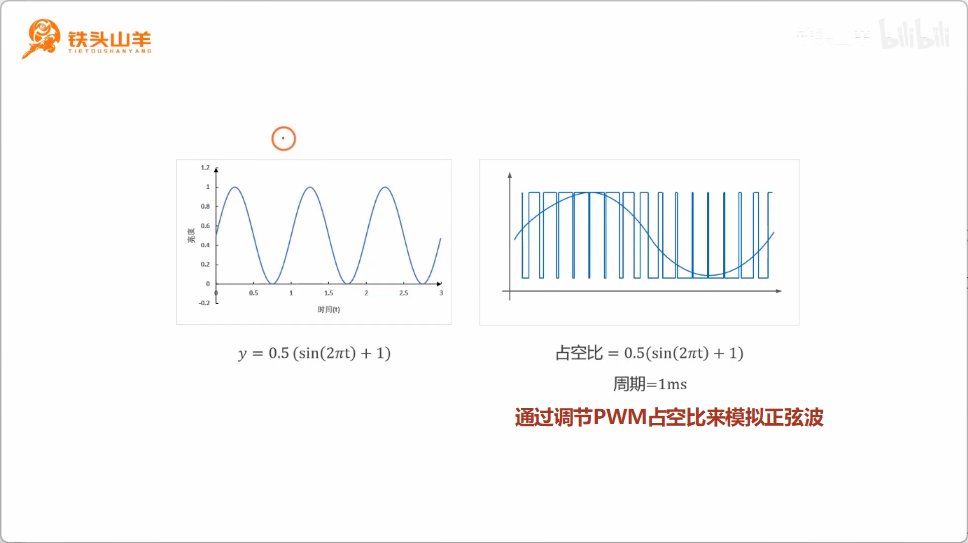 铁头山羊
TIETOUSHANYANG
bilibili
1.2
1
0.8
0.6
0.4
0.2
0
-0.2
亮度
0 0.5 1 1.5 2 2.5 3
时间(t)
y = 0.5 (sin(2πt) + 1)
占空比 = 0.5(sin(2πt) + 1)
周期=1ms
通过调节PWM占空比来模拟正弦波